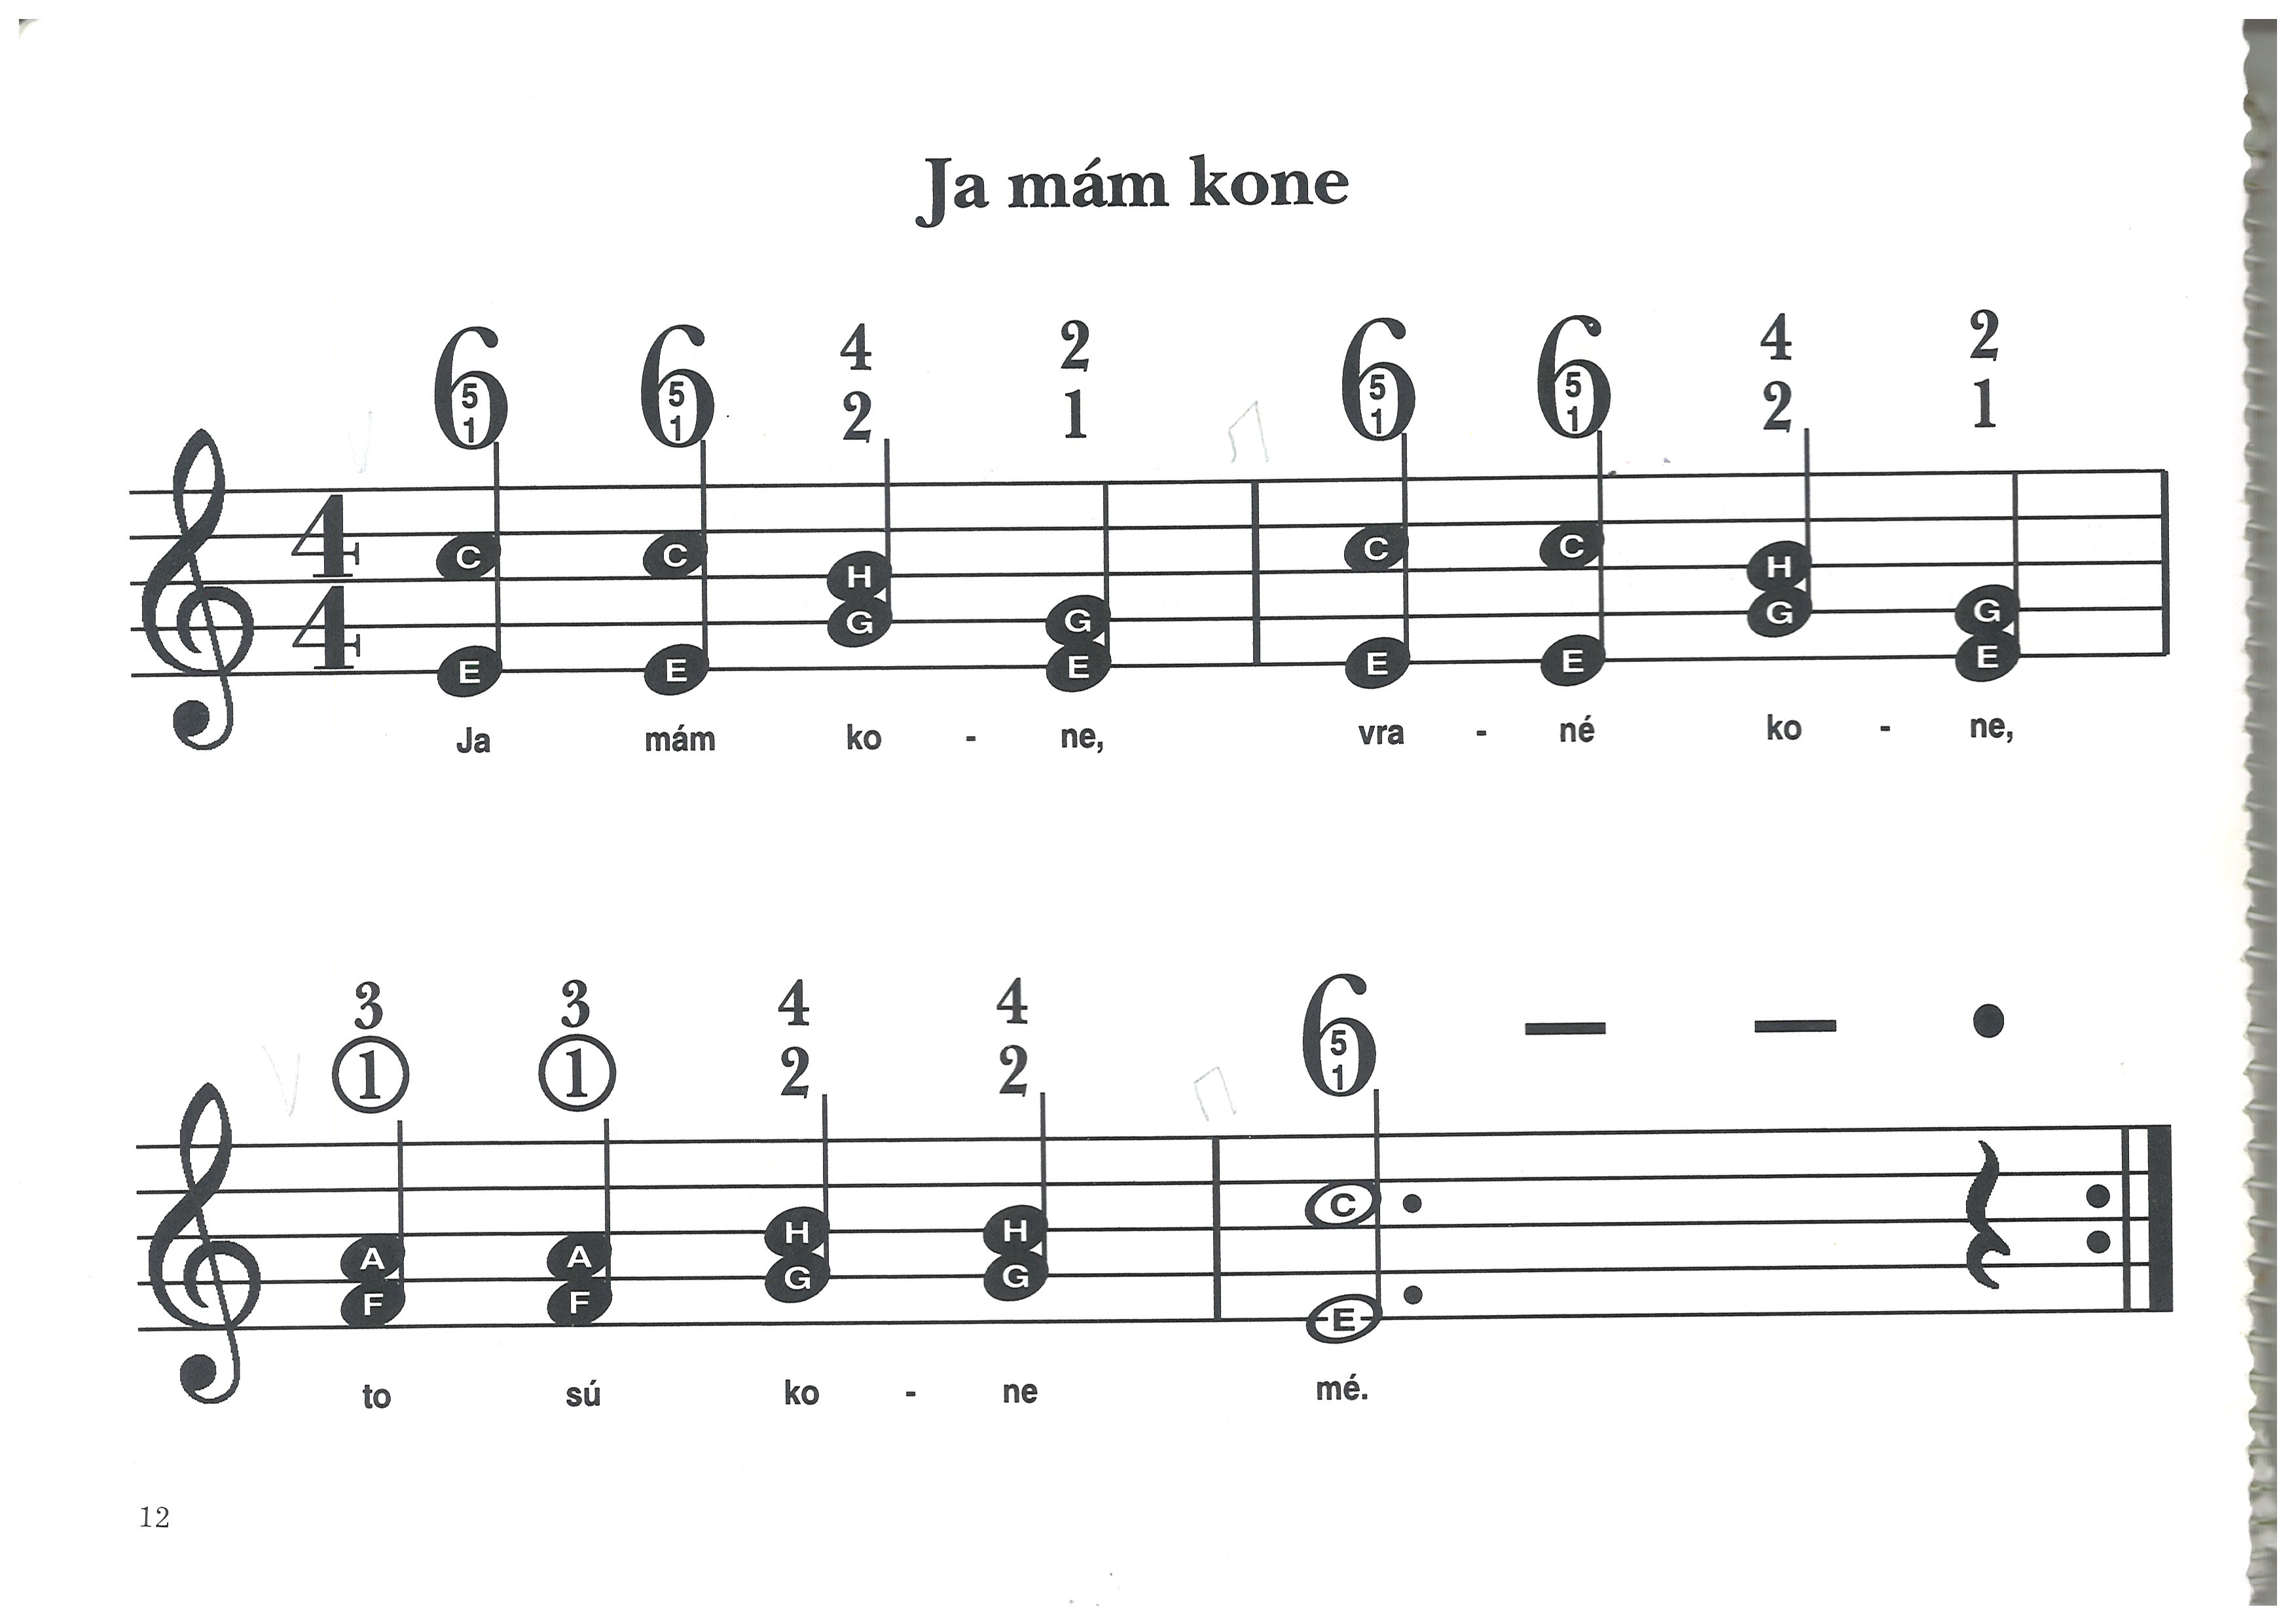 Ja mám kone
6 6 4 2 6 6 4 2
5 5 2 1 5 5 2 1
1 1 1 1
4
4
C C H G C C H G
E E G E E E G E
Ja mám ko - ne, vra - né ko - ne,
3 3 4 4 6 — — •
1 1 2 2 5
1
A A H H C
F F G G E
to sú ko - ne mé.
12